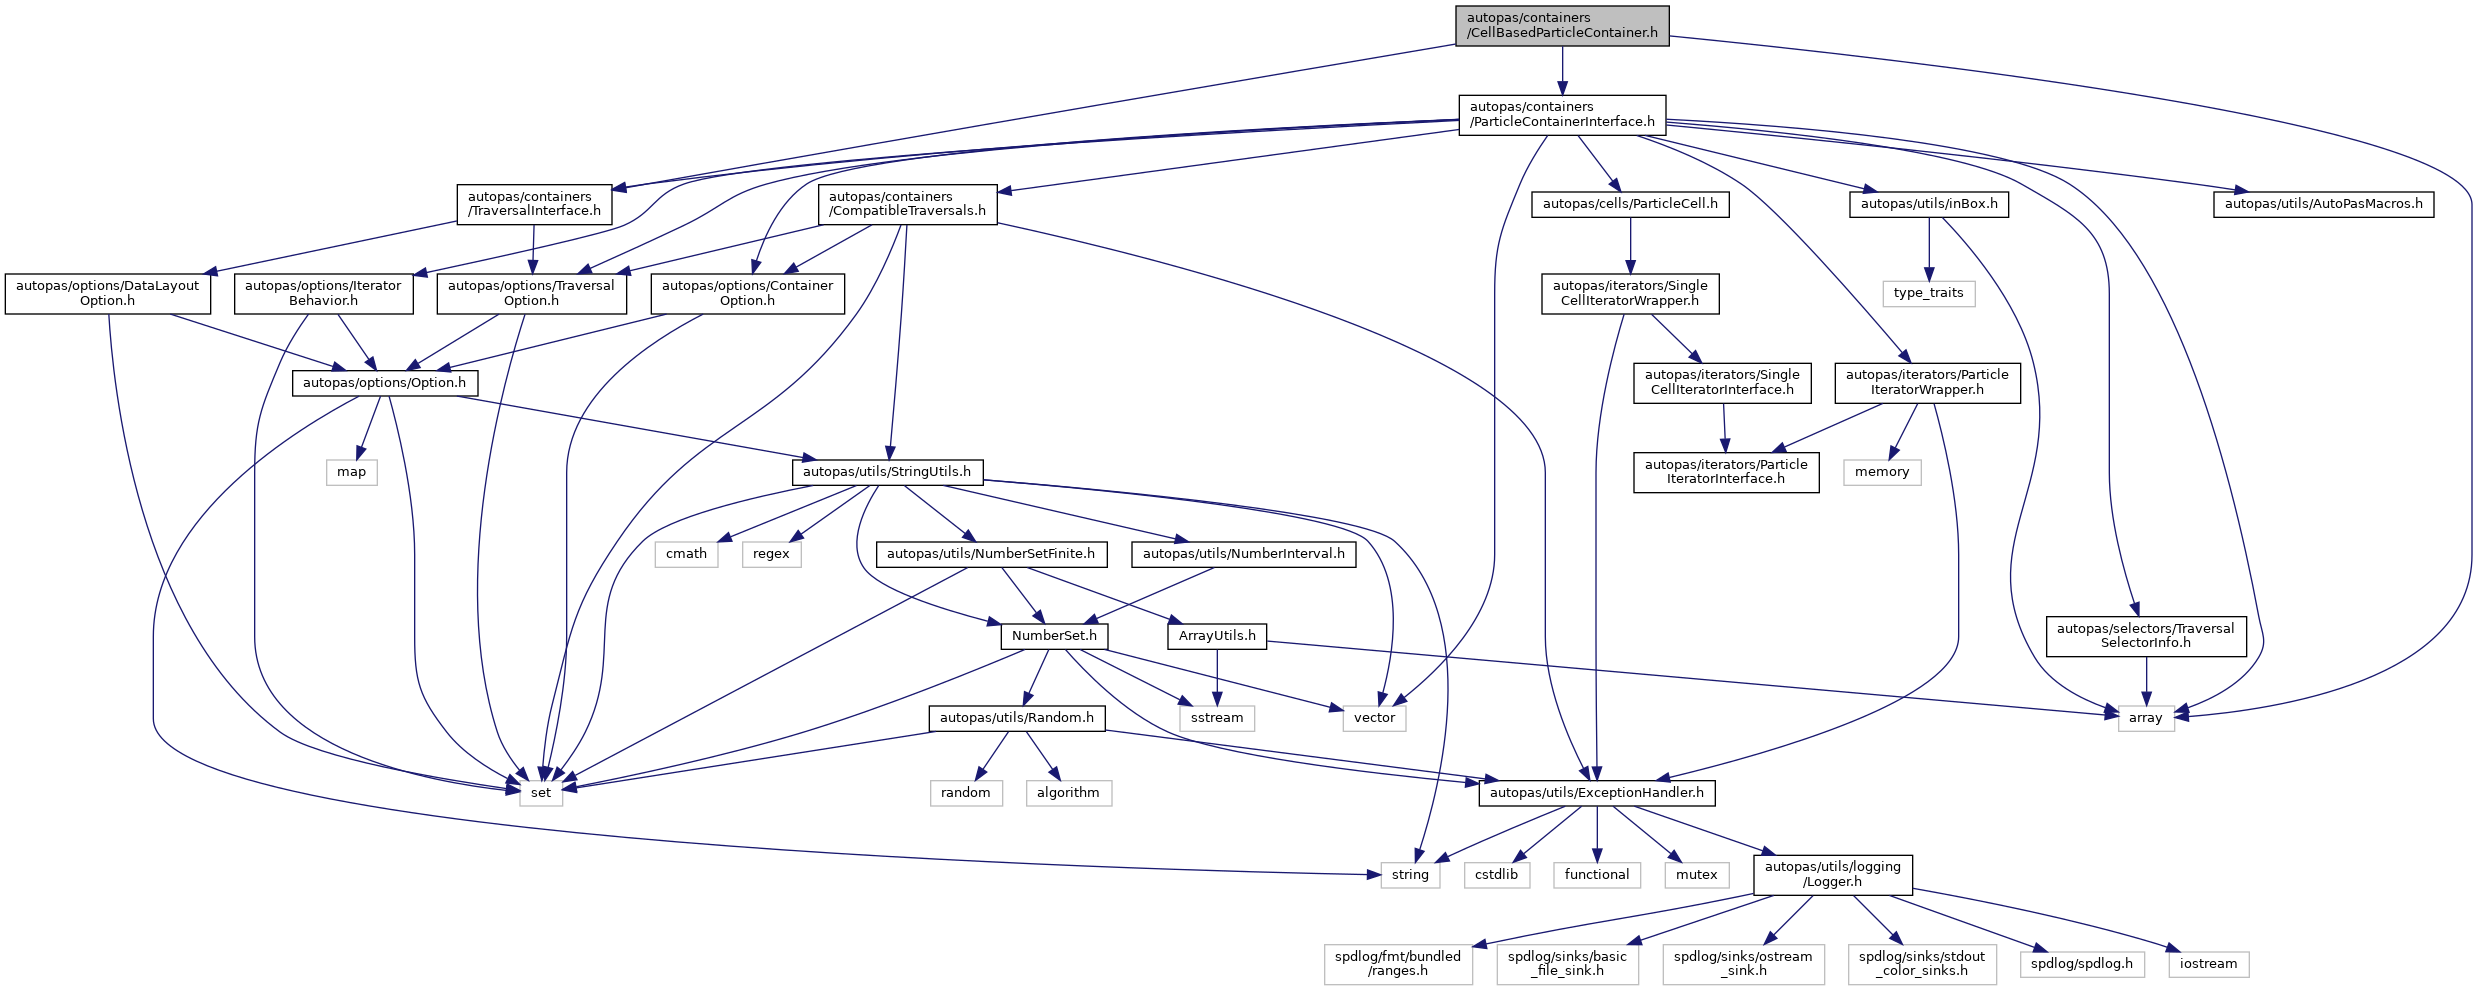 autopas/containers
/CellBasedParticleContainer.h
autopas/containers
/ParticleContainerInterface.h
autopas/containers
/TraversalInterface.h
autopas/containers
/CompatibleTraversals.h
autopas/cells/ParticleCell.h
autopas/utils/inBox.h
autopas/utils/AutoPasMacros.h
autopas/options/DataLayout
Option.h
autopas/options/Iterator
Behavior.h
autopas/options/Traversal
Option.h
autopas/options/Container
Option.h
autopas/iterators/Single
CellIteratorWrapper.h
type_traits
autopas/options/Option.h
autopas/iterators/Single
CellIteratorInterface.h
autopas/iterators/Particle
IteratorWrapper.h
map
autopas/utils/StringUtils.h
autopas/iterators/Particle
IteratorInterface.h
memory
cmath
regex
autopas/utils/NumberSetFinite.h
autopas/utils/NumberInterval.h
NumberSet.h
ArrayUtils.h
autopas/selectors/Traversal
SelectorInfo.h
autopas/utils/Random.h
sstream
vector
array
set
random
algorithm
autopas/utils/ExceptionHandler.h
string
cstdlib
functional
mutex
autopas/utils/logging
/Logger.h
spdlog/fmt/bundled
/ranges.h
spdlog/sinks/basic
_file_sink.h
spdlog/sinks/ostream
_sink.h
spdlog/sinks/stdout
_color_sinks.h
spdlog/spdlog.h
iostream